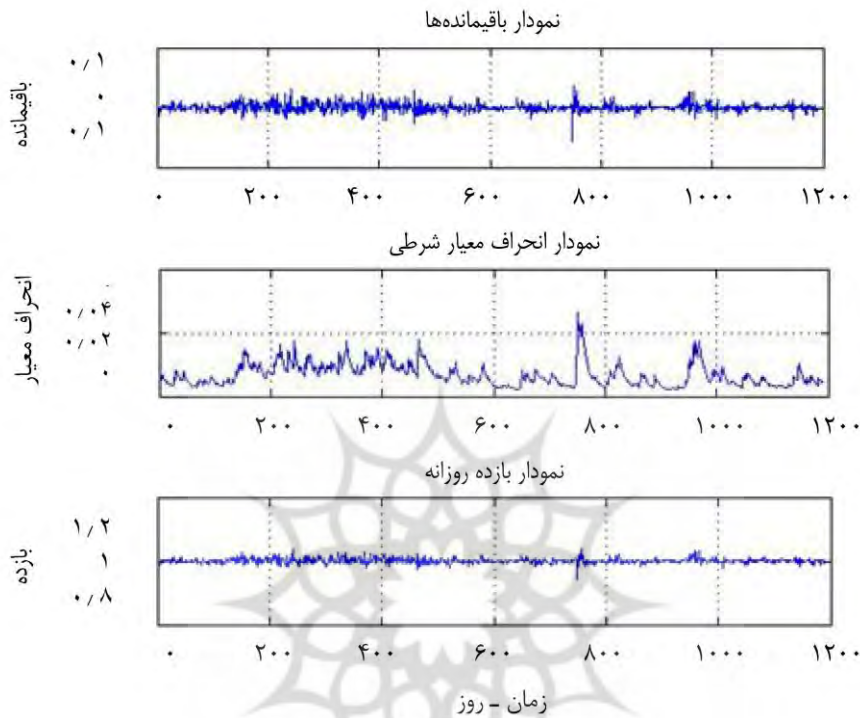 نمودار باقیمانده‌ها
باقیمانده
۰/۱
۰
۰/۱
۰ ۲۰۰ ۴۰۰ ۶۰۰ ۸۰۰ ۱۰۰۰ ۱۲۰۰
نمودار انحراف معیار شرطی
انحراف معیار
۰/۰۴
۰/۰۲
۰
۰ ۲۰۰ ۴۰۰ ۶۰۰ ۸۰۰ ۱۰۰۰ ۱۲۰۰
نمودار بازده روزانه
بازده
۱/۲
۱
۰/۸
۰ ۲۰۰ ۴۰۰ ۶۰۰ ۸۰۰ ۱۰۰۰ ۱۲۰۰
زمان - روز